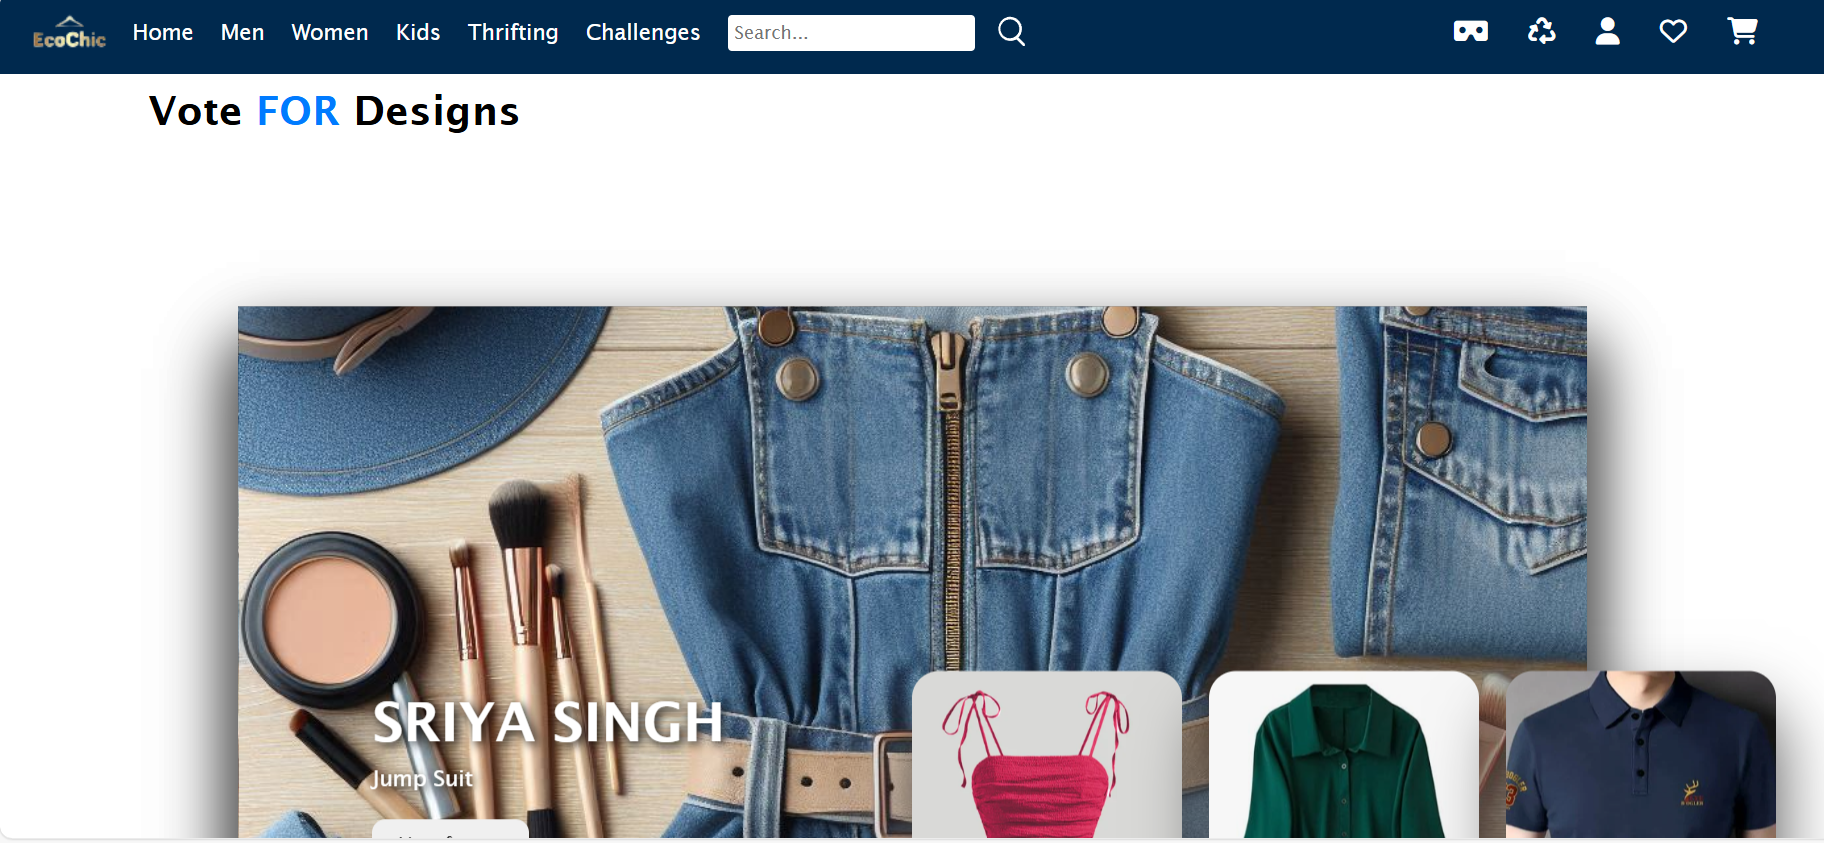 EcoChic Home Men Women Kids Thrifting Challenges Search...
Vote FOR Designs
SRIYA SINGH
Jump Suit